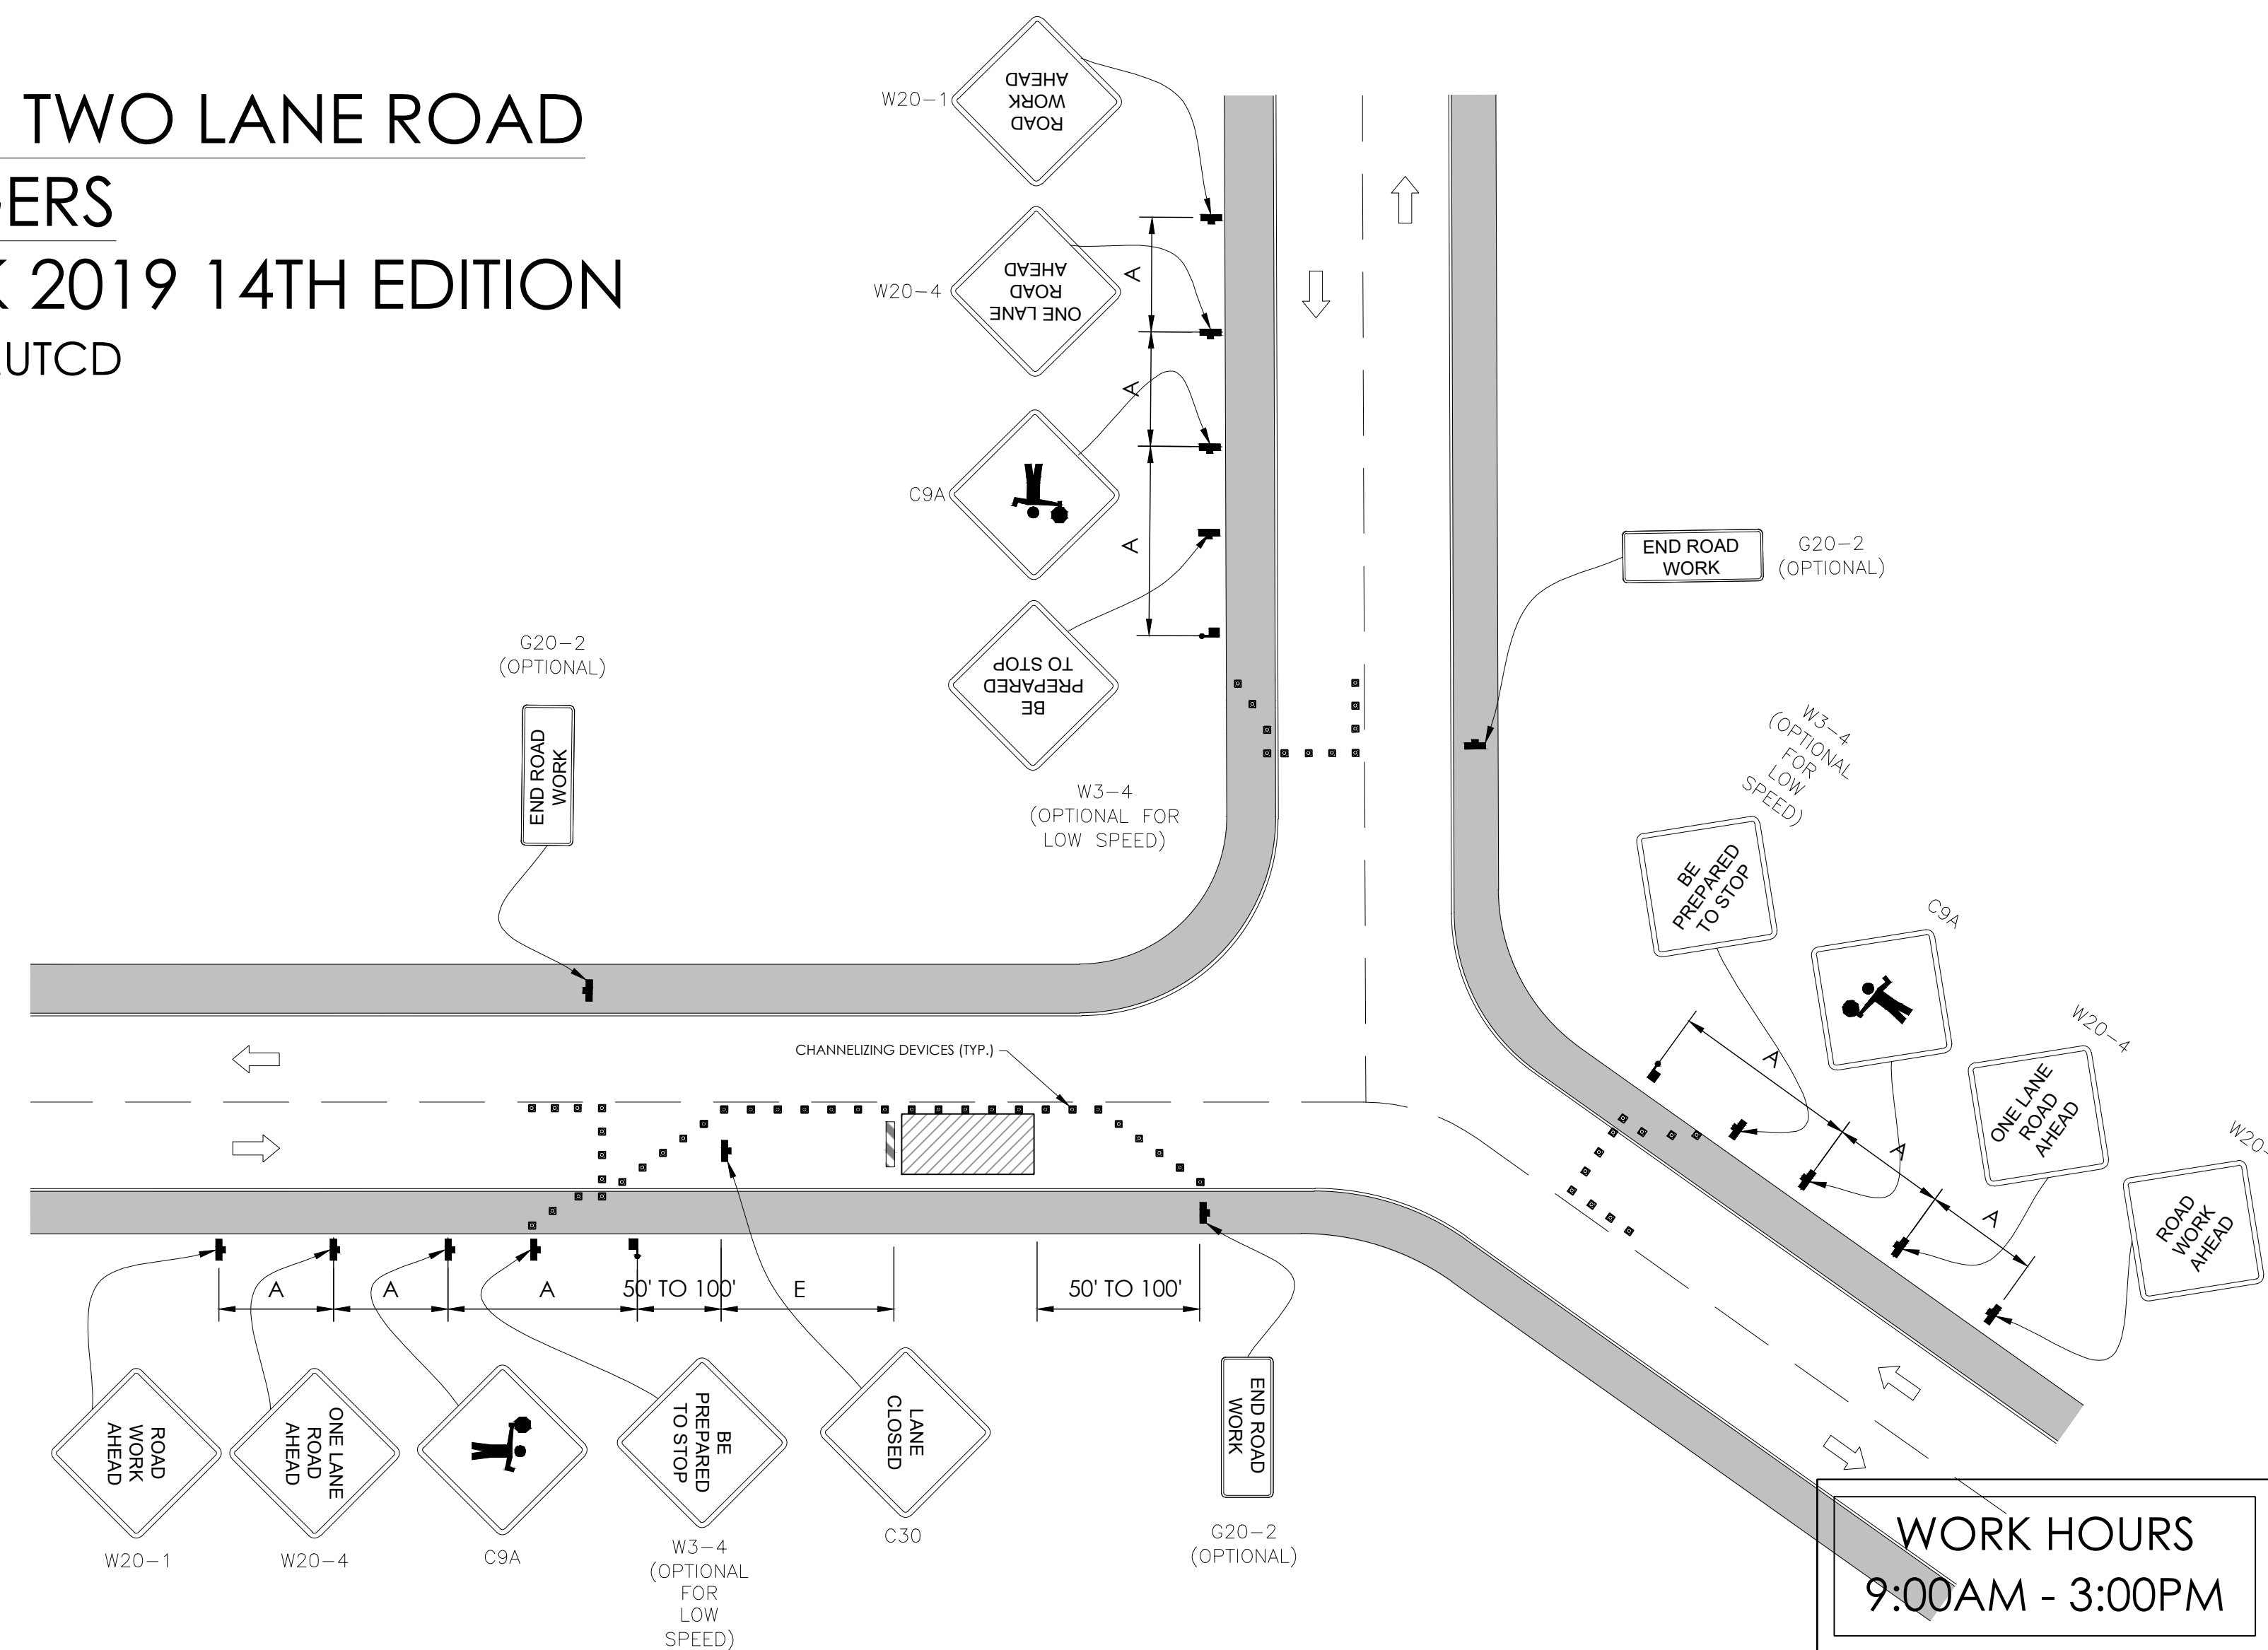 TWO LANE ROAD
GERS
K 2019 14TH EDITION
UTCD
W20-1
ROAD
WORK
AHEAD
W20-4
ONE LANE
ROAD
AHEAD
C9A
BE
PREPARED
TO STOP
W3-4
(OPTIONAL FOR
LOW SPEED)
A
A
A
END ROAD
WORK
G20-2
(OPTIONAL)
G20-2
(OPTIONAL)
END ROAD
WORK
W3-4
(OPTIONAL
FOR
LOW
SPEED)
BE
PREPARED
TO STOP
C9A
W20-4
ONE LANE
ROAD
AHEAD
W20-
ROAD
WORK
AHEAD
A
A
A
CHANNELIZING DEVICES (TYP.)
A
A
A
50' TO 100'
E
50' TO 100'
ROAD
WORK
AHEAD
W20-1
ONE LANE
ROAD
AHEAD
W20-4
C9A
BE
PREPARED
TO STOP
W3-4
(OPTIONAL
FOR
LOW
SPEED)
LANE
CLOSED
C30
END ROAD
WORK
G20-2
(OPTIONAL)
WORK HOURS
9:00AM - 3:00PM